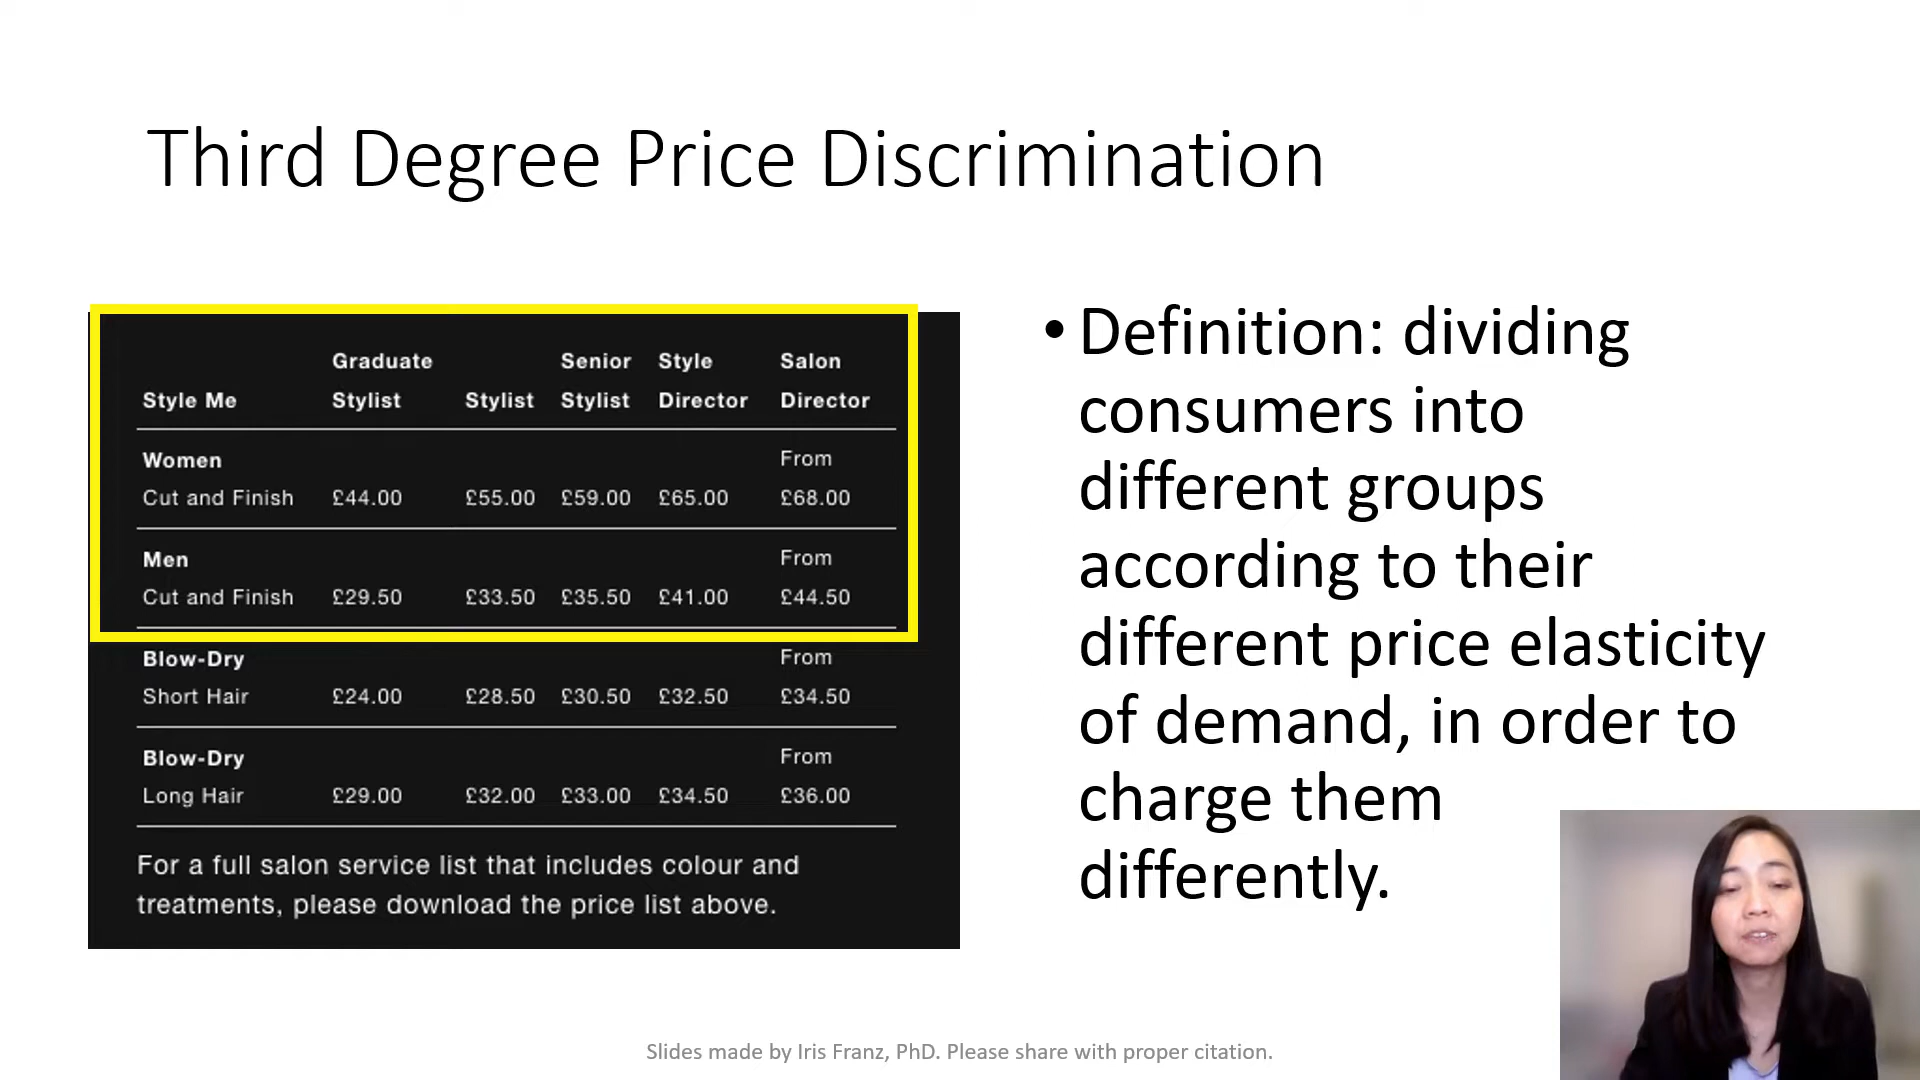 Third Degree Price Discrimination
Graduate Senior Style Salon
Style Me Stylist Stylist Stylist Director Director
Women From
Cut and Finish £44.00 £55.00 £59.00 £65.00 £68.00
Men From
Cut and Finish £29.50 £33.50 £35.50 £41.00 £44.50
Blow-Dry From
Short Hair £24.00 £28.50 £30.50 £32.50 £34.50
Blow-Dry From
Long Hair £29.00 £32.00 £33.00 £34.50 £36.00
For a full salon service list that includes colour and
treatments, please download the price list above.
• Definition: dividing
consumers into
different groups
according to their
different price elasticity
of demand, in order to
charge them
differently.
Slides made by Iris Franz, PhD. Please share with proper citation.